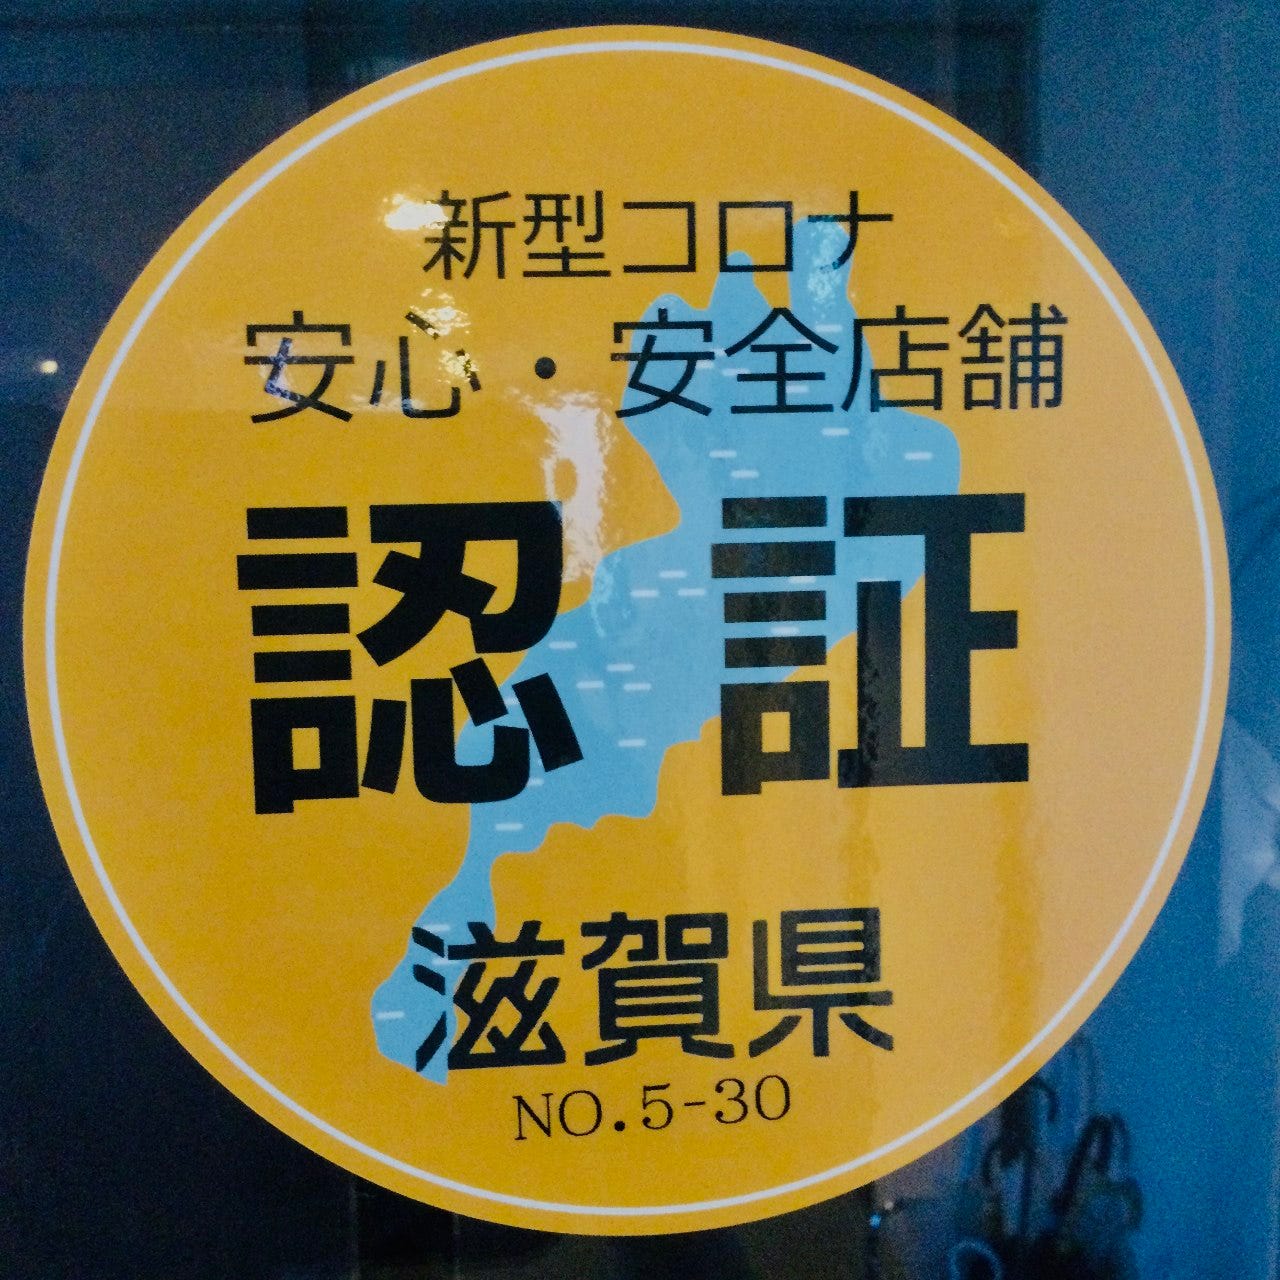 新型コロナ
安心・安全店舗
認証
滋賀県
NO.5-30